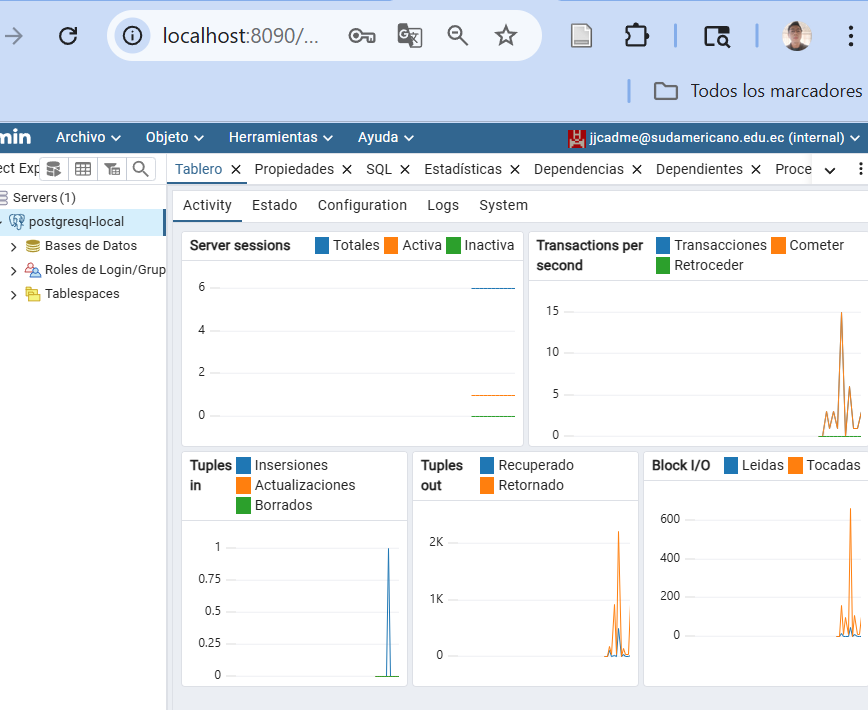 localhost:8090/...
Todos los marcadores
min
Archivo Objeto Herramientas Ayuda jjcadme@sudamericano.edu.ec (internal)
ect Exp
Tablero Propiedades SQL Estadísticas Dependencias Dependientes Proce
Servers (1)
postgresql-local
Bases de Datos
Roles de Login/Grup
Tablespaces
Activity Estado Configuration Logs System
Server sessions Totales Activa Inactiva
6
4
2
0
Transactions per second Transacciones Cometer
Retroceder
15
10
5
0
Tuples in Insersiones
Actualizaciones
Borrados
1
0.75
0.5
0.25
0
Tuples out Recuperado
Retornado
2K
1K
0
Block I/O Leidas Tocadas
600
400
200
0